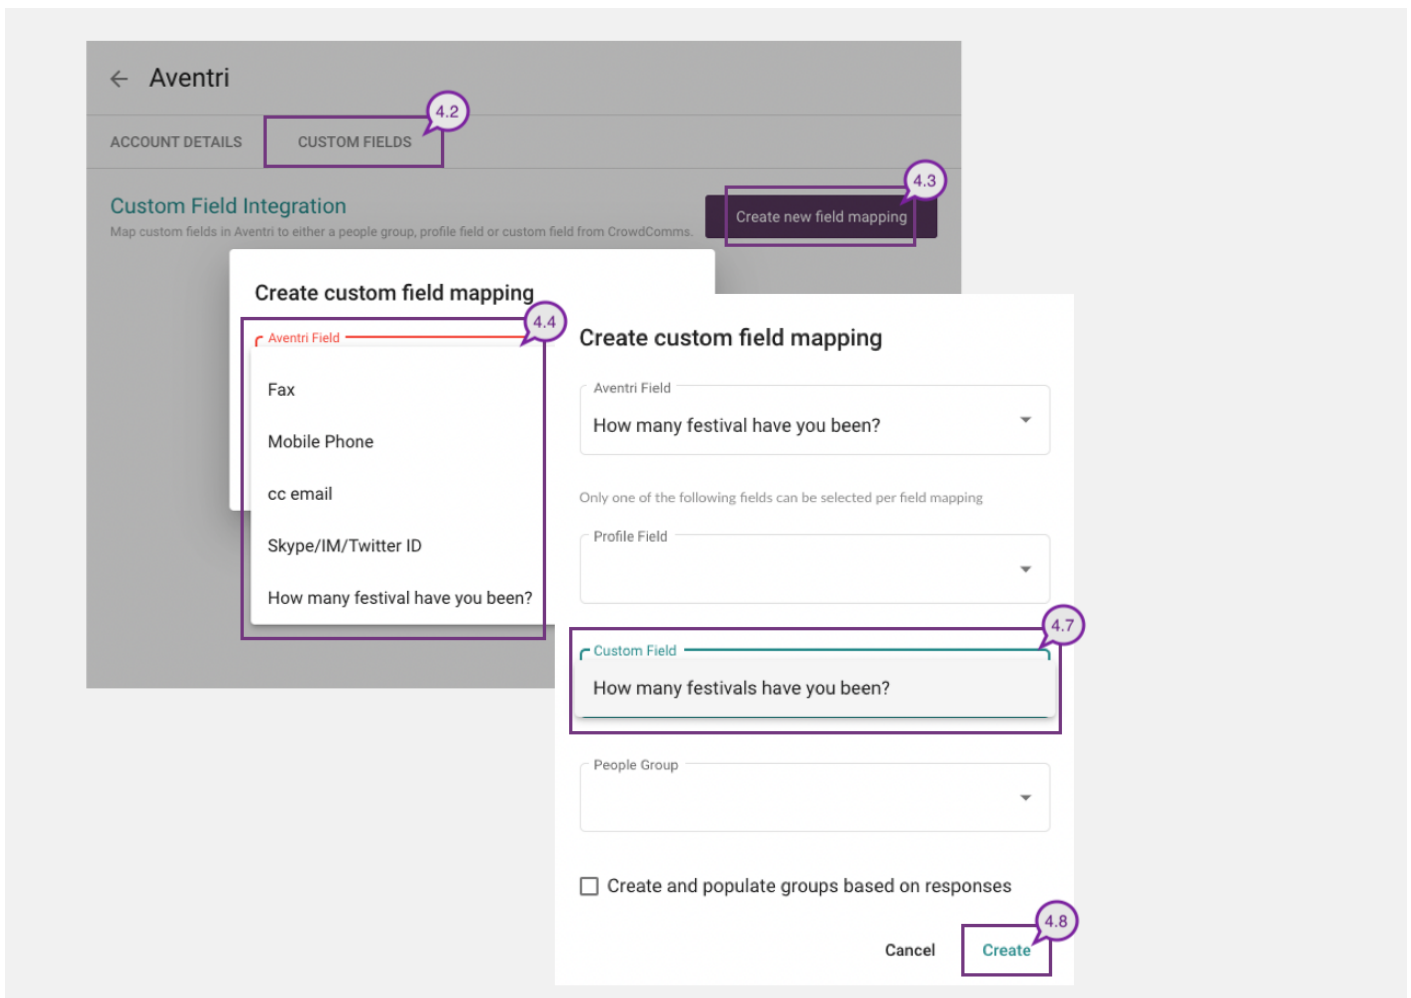 Aventri
4.2
ACCOUNT DETAILS
CUSTOM FIELDS
4.3
Custom Field Integration
Create new field mapping
Map custom fields in Aventri to either a people group, profile field or custom field from CrowdComms.
Create custom field mapping
4.4
Aventri Field
Fax
Mobile Phone
cc email
Skype/IM/Twitter ID
How many festival have you been?
Create custom field mapping
Aventri Field
How many festival have you been?
Only one of the following fields can be selected per field mapping
Profile Field
4.7
Custom Field
How many festivals have you been?
People Group
Create and populate groups based on responses
4.8
Cancel
Create